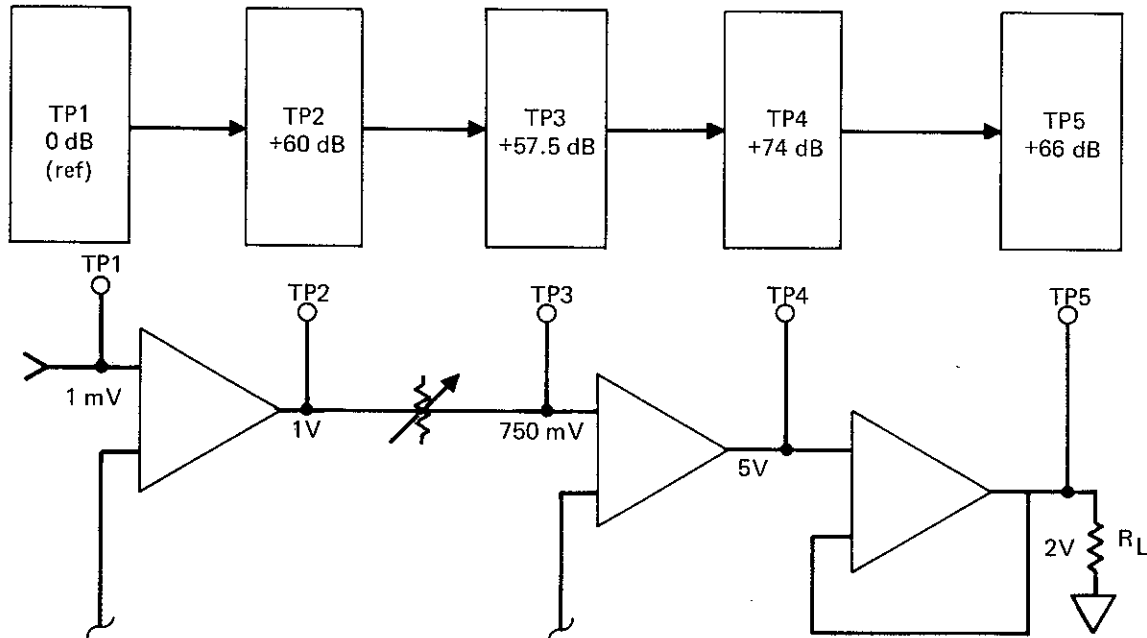 TP1
0 dB
(ref)
TP2
+60 dB
TP3
+57.5 dB
TP4
+74 dB
TP5
+66 dB
TP1
TP2
TP3
TP4
TP5
1 mV
1V
750 mV
5V
2V
RL